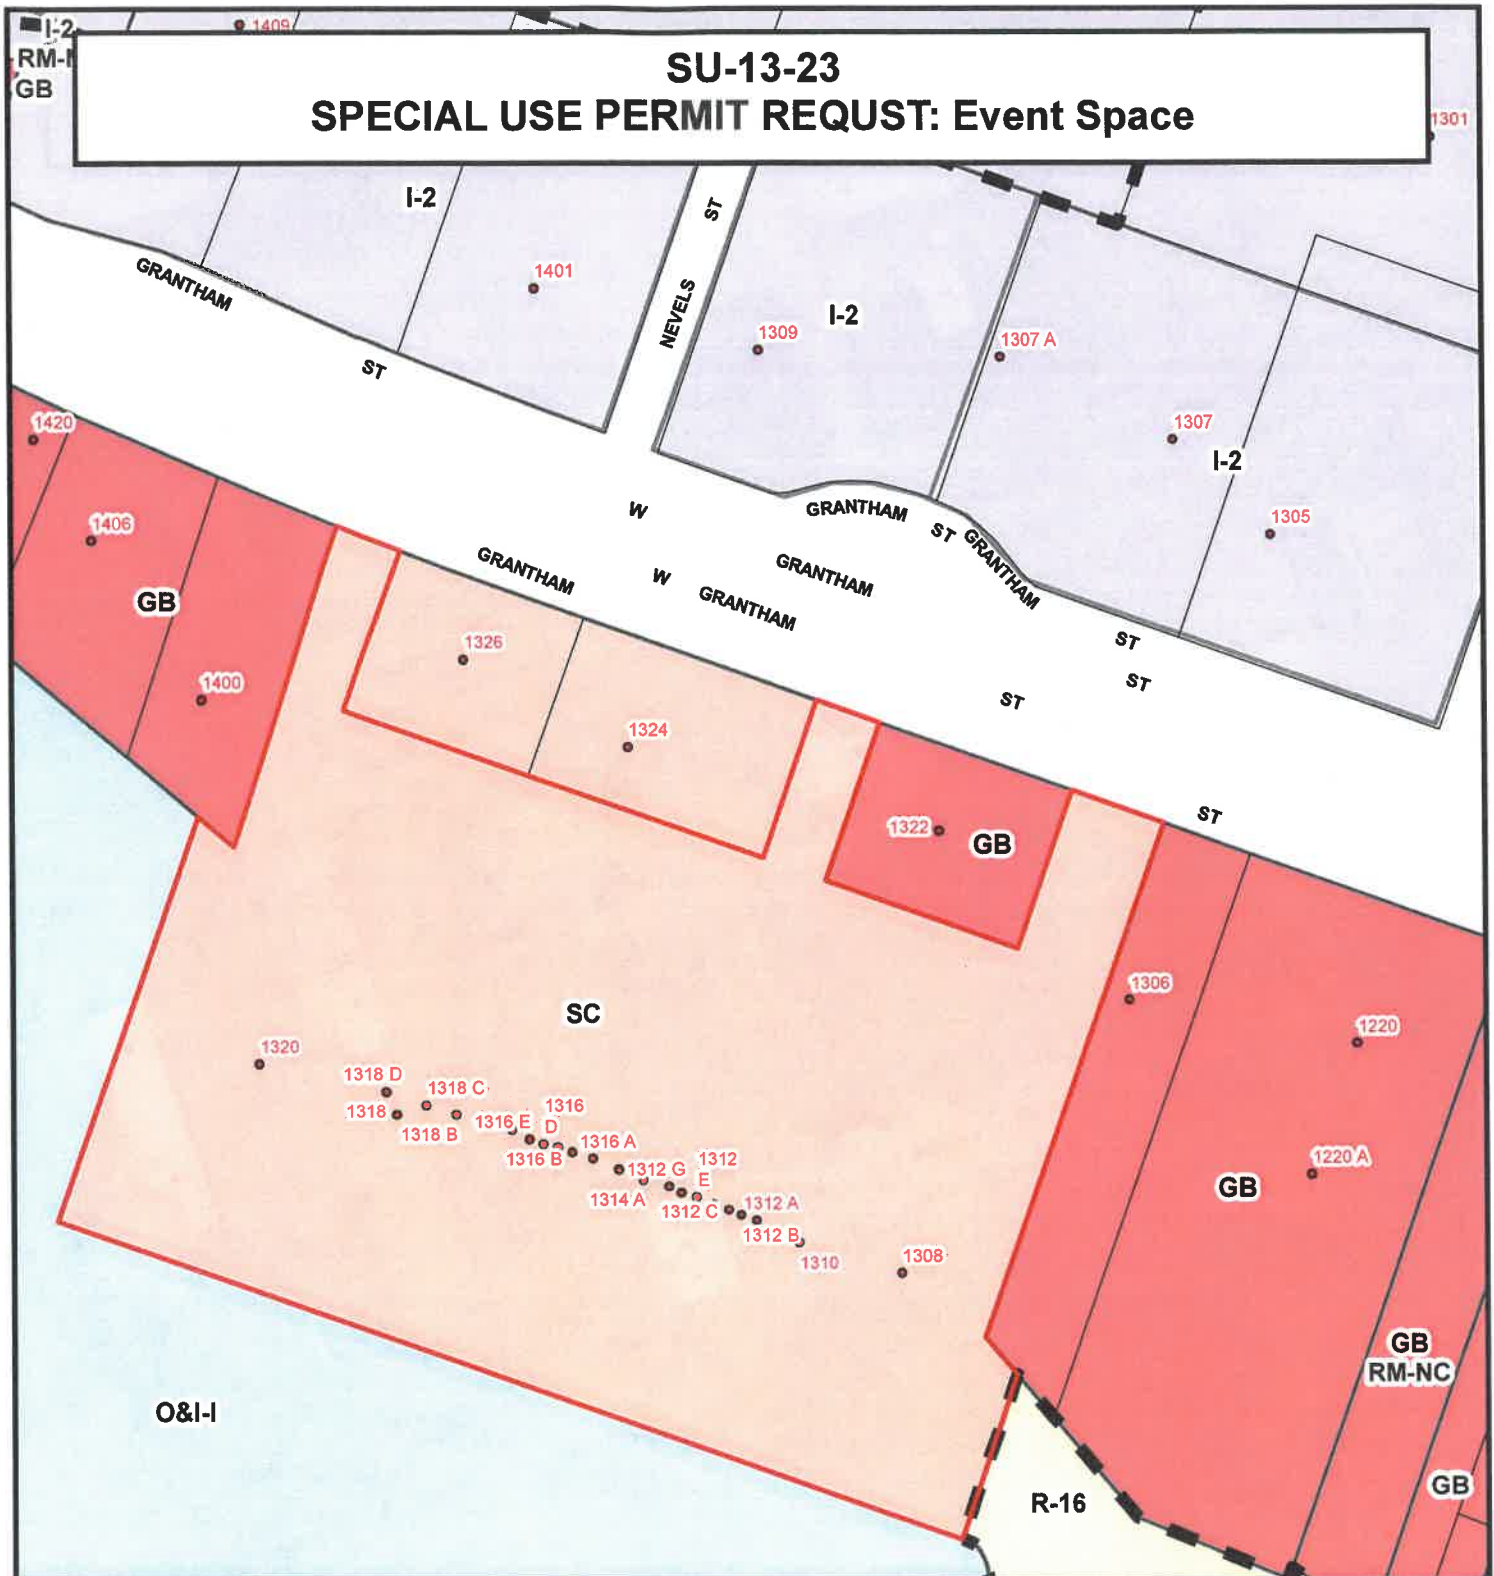 I-2
1409
RM-
GB
SU-13-23
SPECIAL USE PERMIT REQUST: Event Space
1301
I-2
ST
GRANTHAM
1401
NEVELS
I-2
1309
1307 A
ST
1420
1307
I-2
1406
W
GRANTHAM
ST
GRANTHAM
1305
GRANTHAM
W
GRANTHAM
GRANTHAM
GB
ST
1326
ST
1400
ST
1324
ST
1322
GB
1306
SC
1220
1320
1318 D
1318 C
1318
1318 B
1316 E
1316
D
1316 B
1316 A
1312 G
1312
E
1314 A
1312 C
1312 A
1312 B
1310
1308
1220 A
GB
GB
RM-NC
O&I-I
GB
R-16